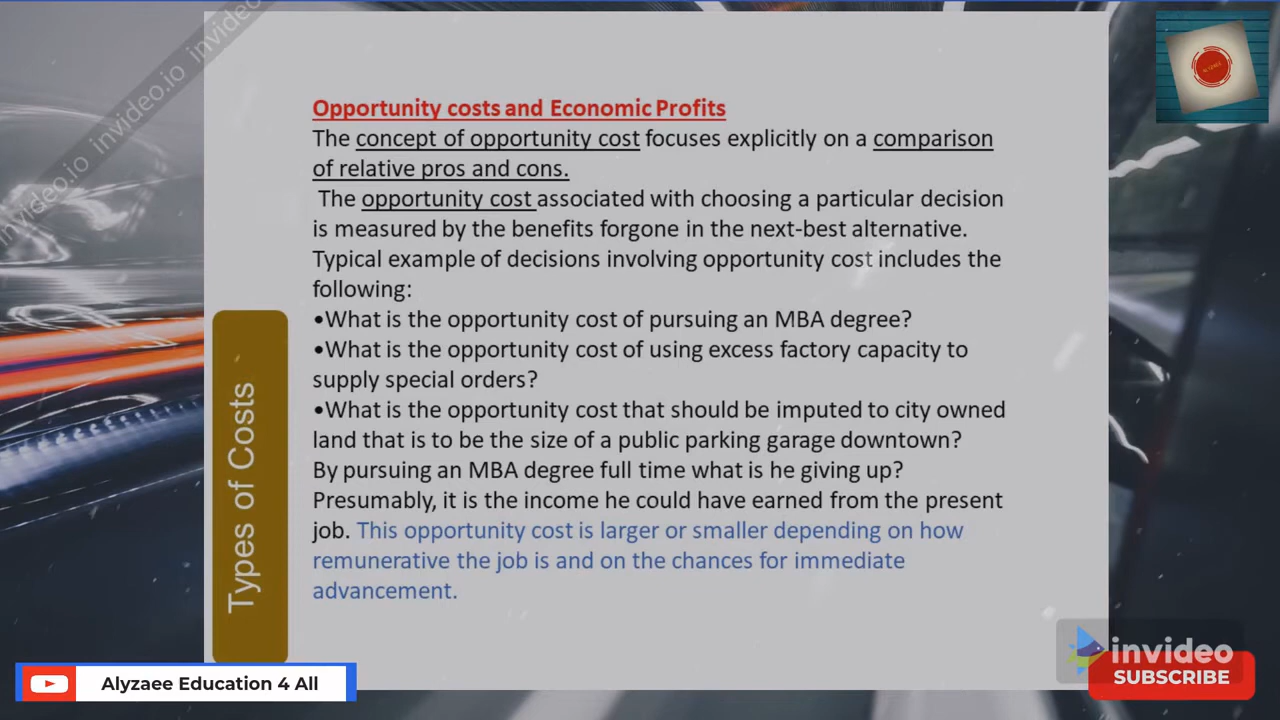 invideo.io invideo.io invideo
Opportunity costs and Economic Profits
The concept of opportunity cost focuses explicitly on a comparison
of relative pros and cons.
The opportunity cost associated with choosing a particular decision
is measured by the benefits forgone in the next-best alternative.
Typical example of decisions involving opportunity cost includes the
following:
•What is the opportunity cost of pursuing an MBA degree?
•What is the opportunity cost of using excess factory capacity to
supply special orders?
•What is the opportunity cost that should be imputed to city owned
land that is to be the size of a public parking garage downtown?
By pursuing an MBA degree full time what is he giving up?
Presumably, it is the income he could have earned from the present
job. This opportunity cost is larger or smaller depending on how
remunerative the job is and on the chances for immediate
advancement.
Types of Costs
Alyzaee Education 4 All
invideo
SUBSCRIBE